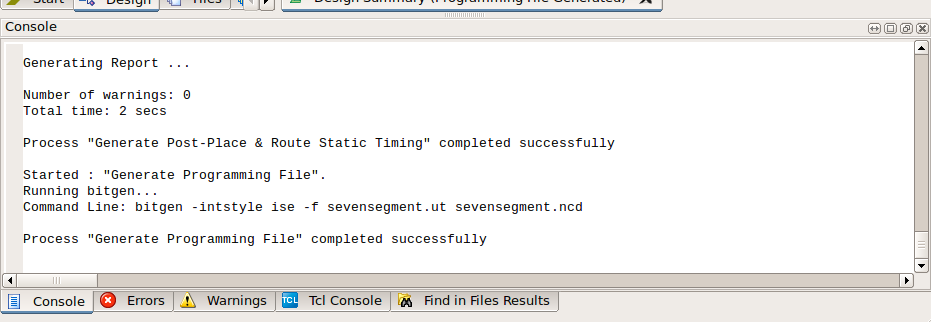 Start Design Files Design Summary (Programming File Generated)
Console
Generating Report ...
Number of warnings: 0
Total time: 2 secs
Process "Generate Post-Place & Route Static Timing" completed successfully
Started : "Generate Programming File".
Running bitgen...
Command Line: bitgen -intstyle ise -f sevensegment.ut sevensegment.ncd
Process "Generate Programming File" completed successfully
Console Errors Warnings TCL Tcl Console Find in Files Results